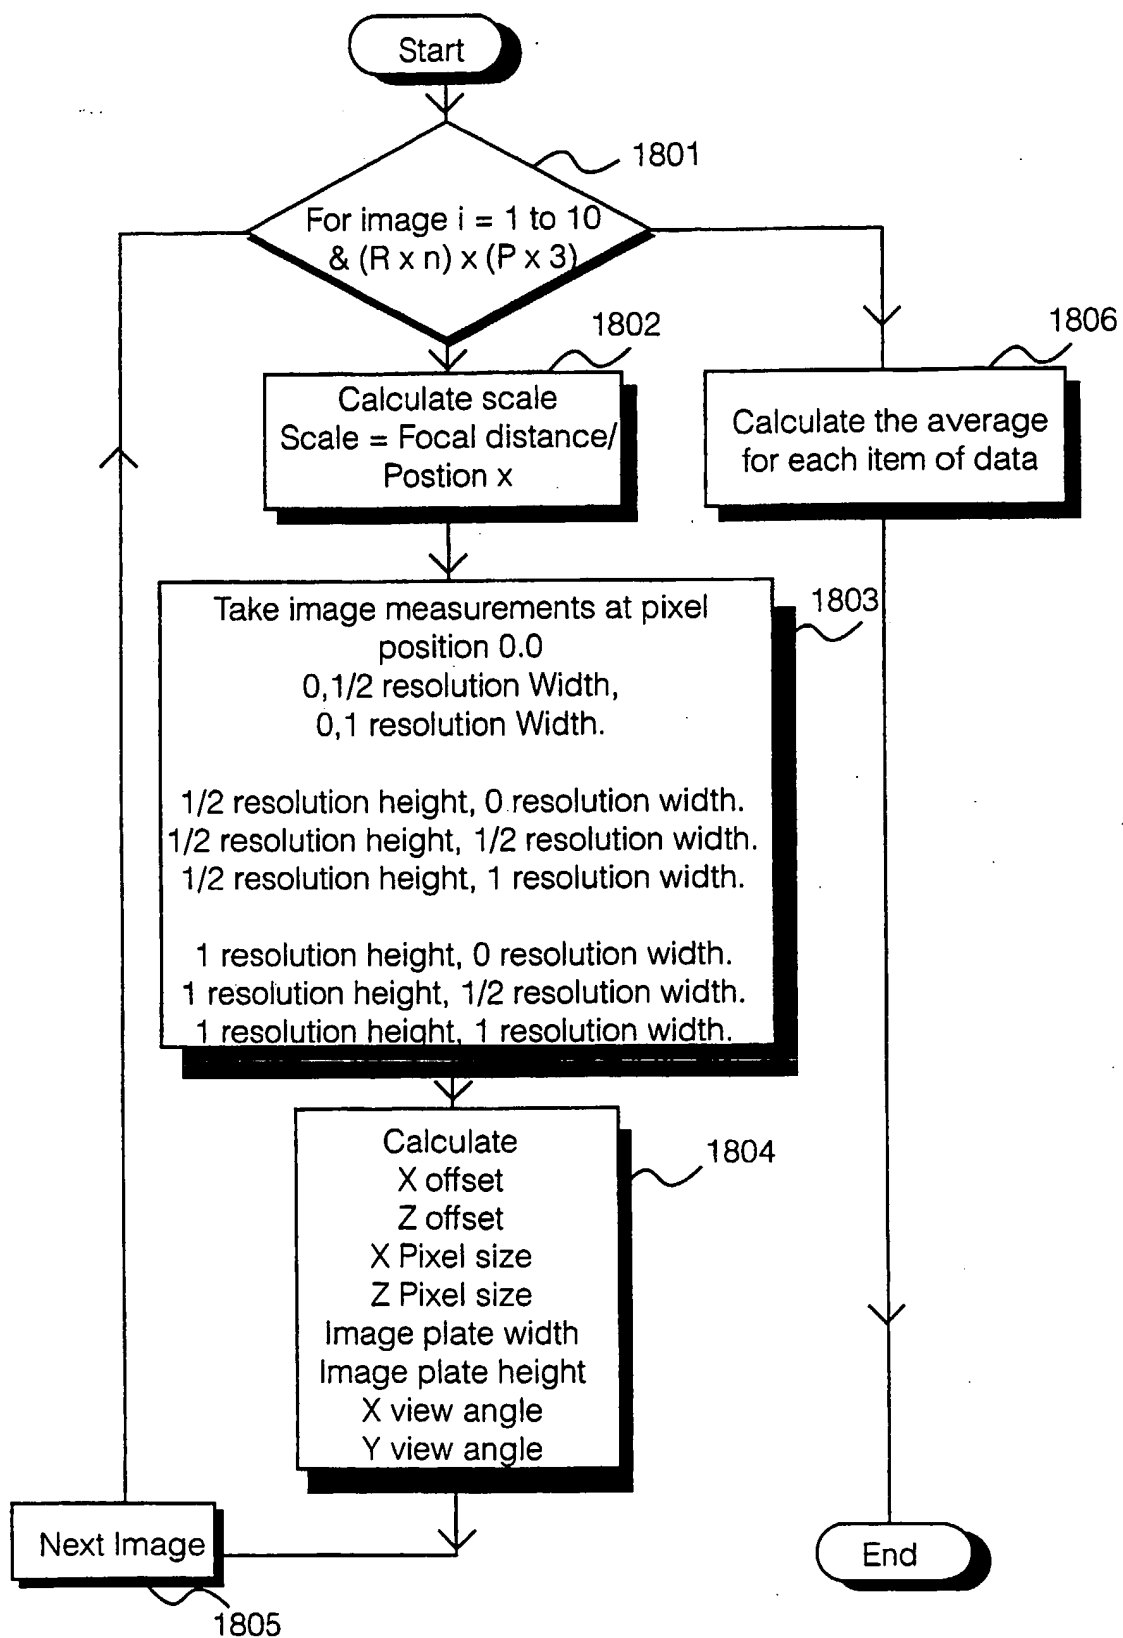 Start
1801
For image i = 1 to 10
& (R x n) x (P x 3)
1802
Calculate scale
Scale = Focal distance/
Postion x
1806
Calculate the average
for each item of data
1803
Take image measurements at pixel
position 0.0
0,1/2 resolution Width,
0,1 resolution Width.
1/2 resolution height, 0 resolution width.
1/2 resolution height, 1/2 resolution width.
1/2 resolution height, 1 resolution width.
1 resolution height, 0 resolution width.
1 resolution height, 1/2 resolution width.
1 resolution height, 1 resolution width.
1804
Calculate
X offset
Z offset
X Pixel size
Z Pixel size
Image plate width
Image plate height
X view angle
Y view angle
Next Image
1805
End